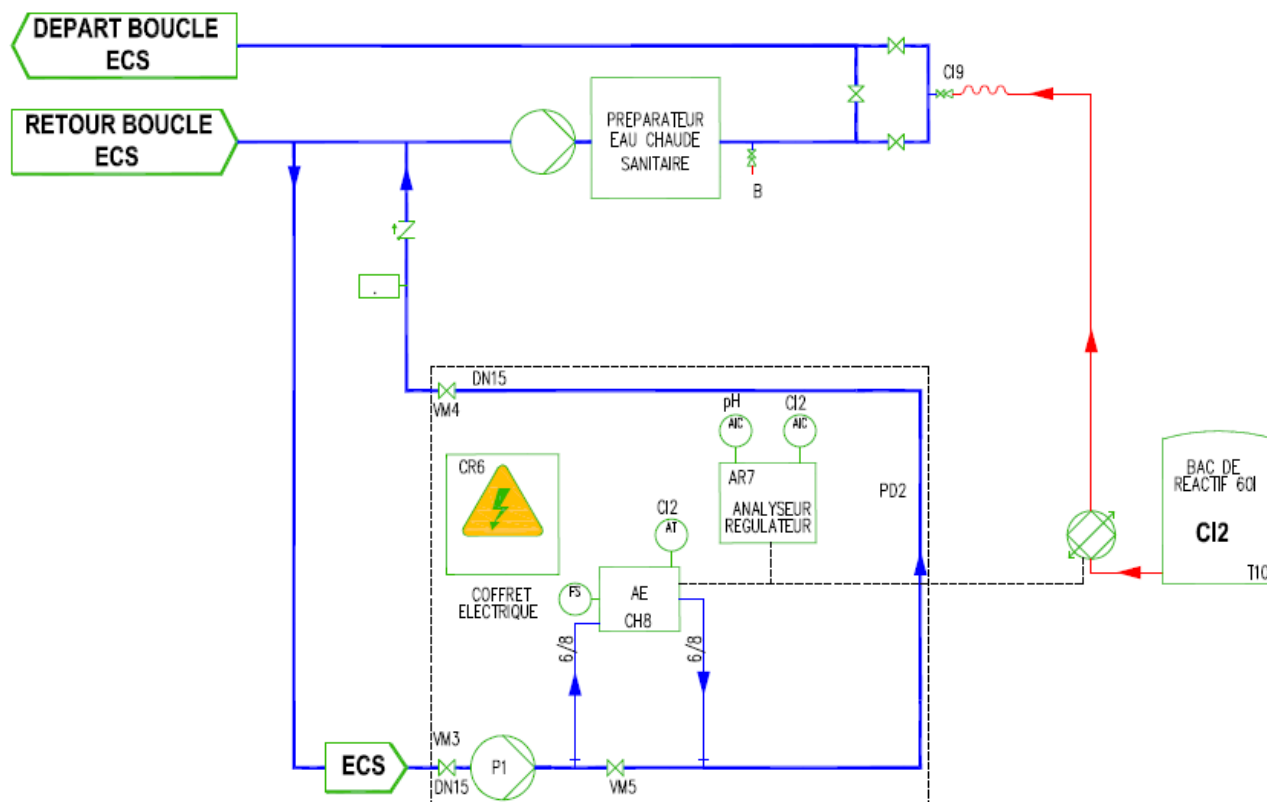 DEPART BOUCLE
ECS
RETOUR BOUCLE
ECS
PREPARATEUR
EAU CHAUDE
SANITAIRE
B
Cl9
DN15
VM4
pH
Cl2
AIC
AIC
CR6
AR7
ANALYSEUR
REGULATEUR
PD2
BAC DE
REACTIF 60l
Cl2
T10
Cl2
AT
COFFRET
ELECTRIQUE
FS
AE
CH8
6/8
6/8
VM3
ECS
DN15
P1
VM5